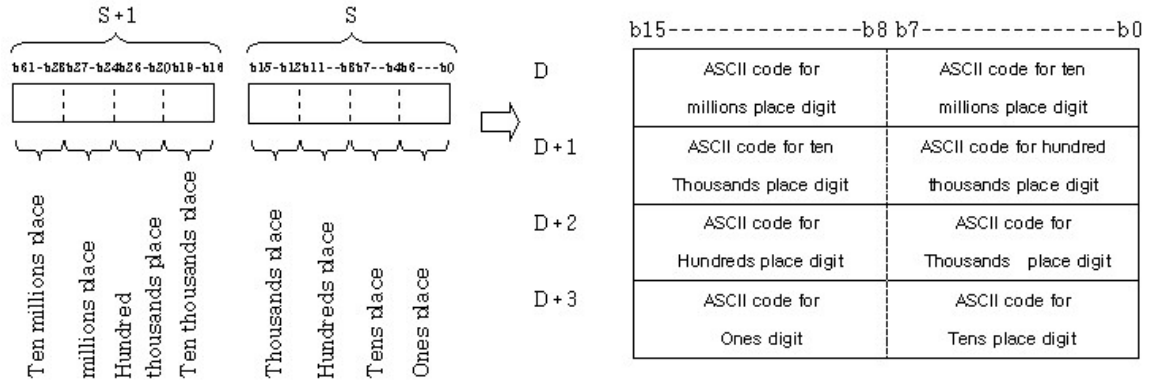 S+1
S
b61-b28b27-b24b26-b20b19-b16
b15-b12b11--b8b7--b4b6---b0
Ten millions place
millions place
Hundred
thousands place
Ten thousands place
Thousands place
Hundreds place
Tens place
Ones place
b15----------------b8 b7----------------b0
D
ASCII code for
millions place digit
ASCII code for ten
millions place digit
D+1
ASCII code for ten
Thousands place digit
ASCII code for hundred
thousands place digit
D+2
ASCII code for
Hundreds place digit
ASCII code for
Thousands place digit
D+3
ASCII code for
Ones digit
ASCII code for
Tens place digit